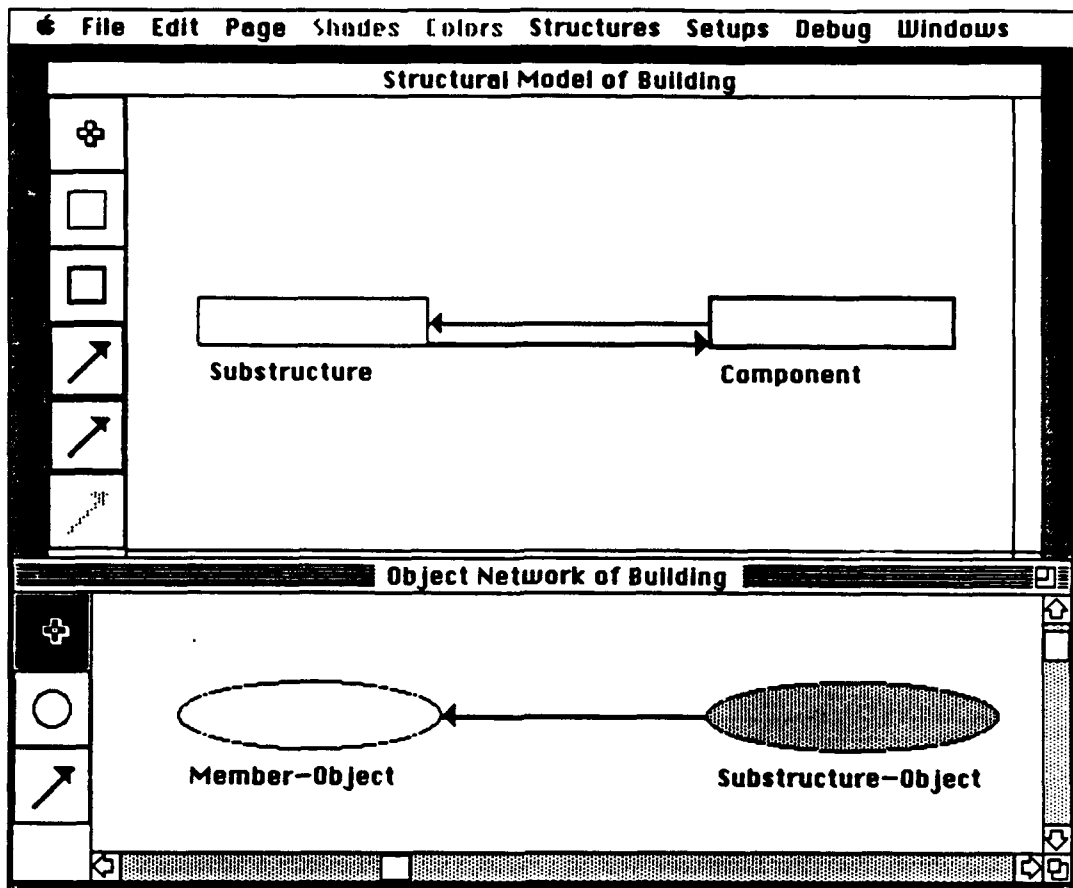 File Edit Page Shades Colors Structures Setups Debug Windows
Structural Model of Building
Substructure Component
Object Network of Building
Member-Object Substructure-Object